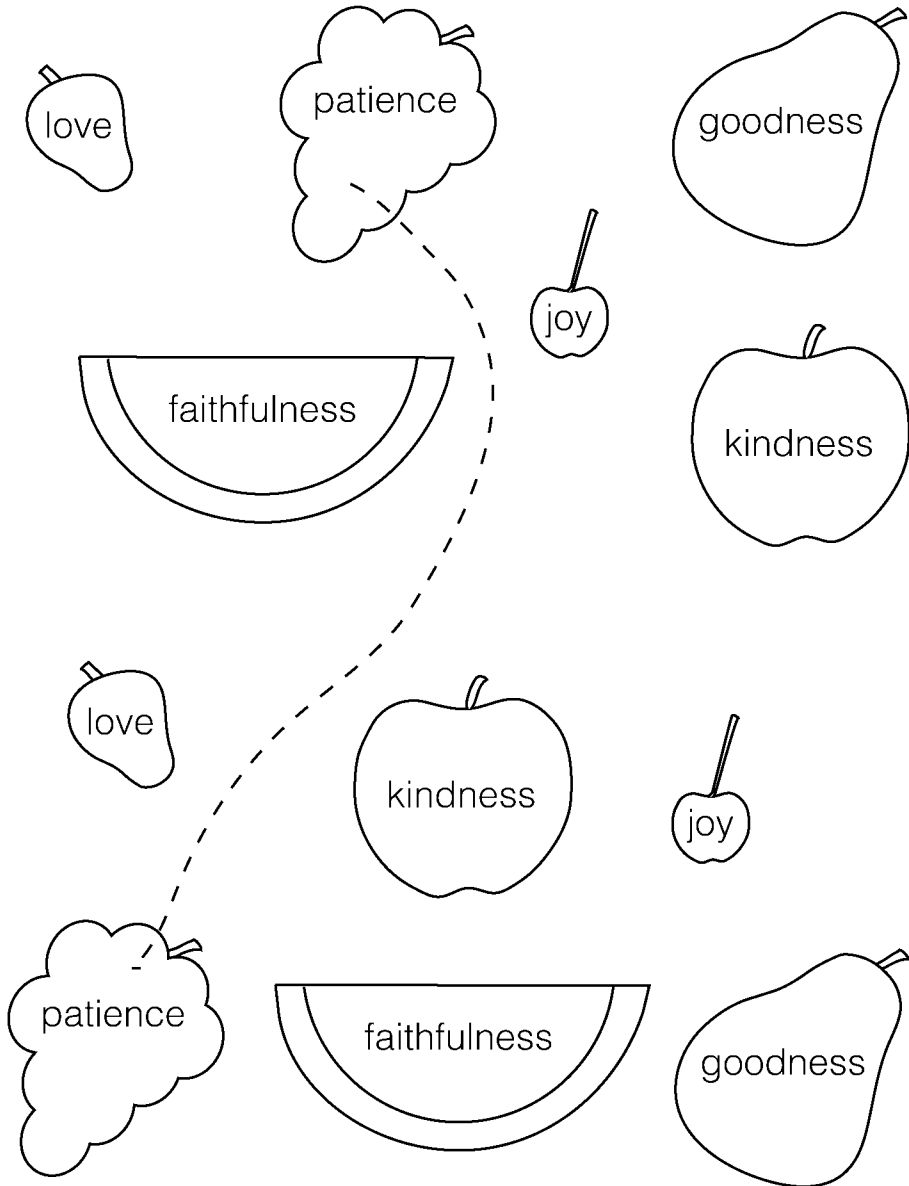 love
patience
goodness
joy
faithfulness
kindness
love
kindness
joy
patience
faithfulness
goodness